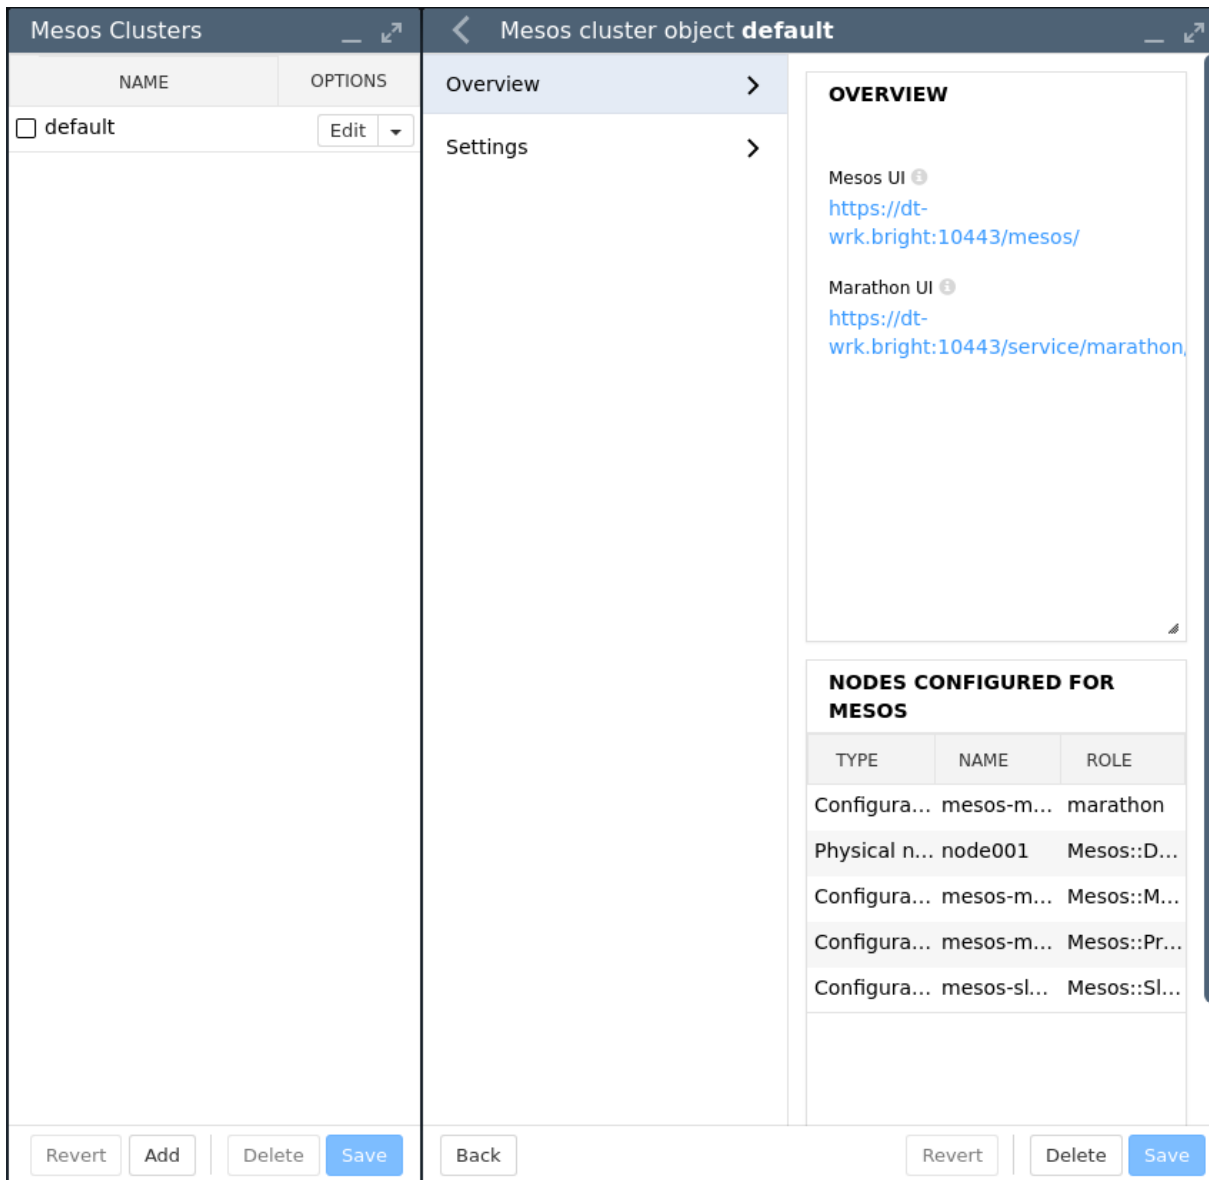 Mesos Clusters
NAME OPTIONS
default Edit
Revert Add Delete Save
Mesos cluster object default
Overview
Settings
OVERVIEW
Mesos UI
https://dt-
wrk.bright:10443/mesos/
Marathon UI
https://dt-
wrk.bright:10443/service/marathon/
NODES CONFIGURED FOR
MESOS
TYPE NAME ROLE
Configura... mesos-m... marathon
Physical n... node001 Mesos::D...
Configura... mesos-m... Mesos::M...
Configura... mesos-m... Mesos::Pr...
Configura... mesos-sl... Mesos::Sl...
Back Revert Delete Save